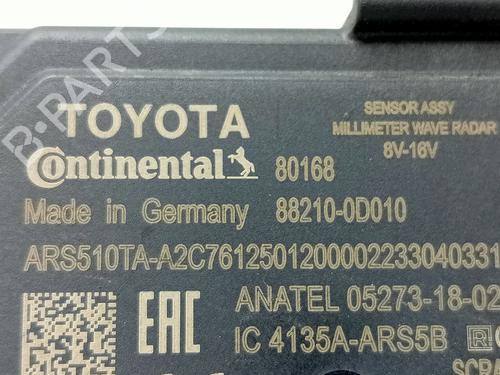 B-PARTS
TOYOTA
Continental
80168
SENSOR ASSY
MILLIMETER WAVE RADAR
8V-16V
Made in Germany 88210-0D010
ARS510TA-A2C7612501200002233040331
EAC
ANATEL 05273-18-02
IC 4135A-ARS5B
R